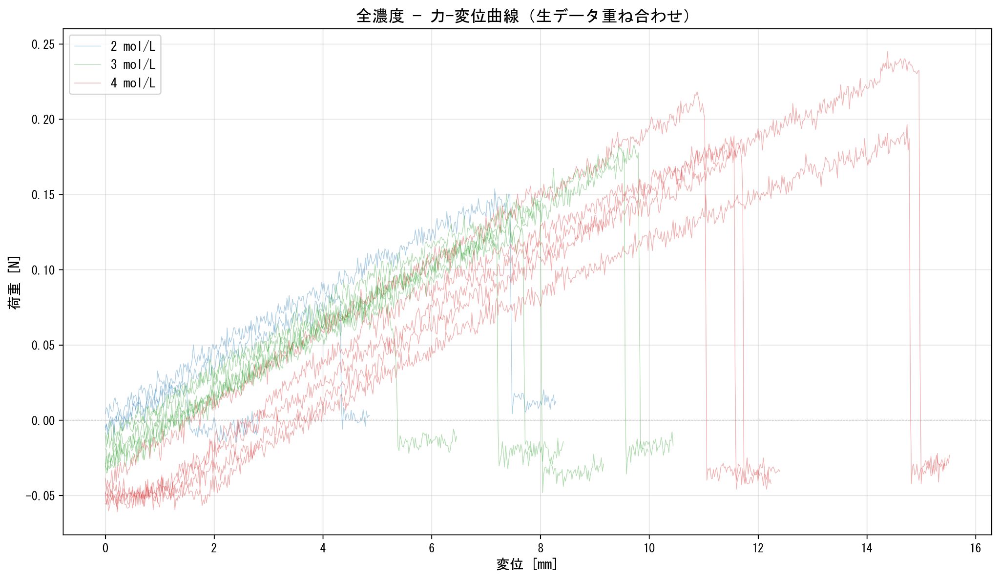 全濃度 － 力-変位曲線 (生データ重ね合わせ)
2 mol/L
3 mol/L
4 mol/L
0.25
0.20
0.15
0.10
0.05
0.00
-0.05
荷重 [N]
0 2 4 6 8 10 12 14 16
変位 [mm]